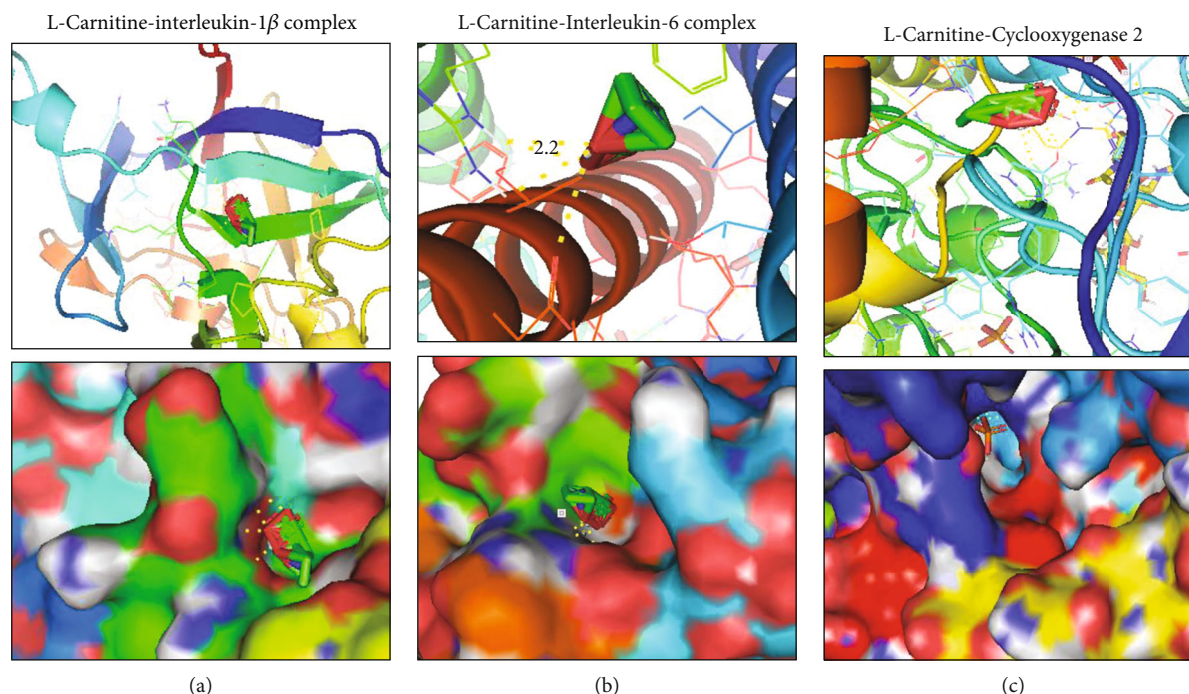 L-Carnitine-interleukin-1β complex
L-Carnitine-Interleukin-6 complex
L-Carnitine-Cyclooxygenase 2
2.2
(a)
(b)
(c)